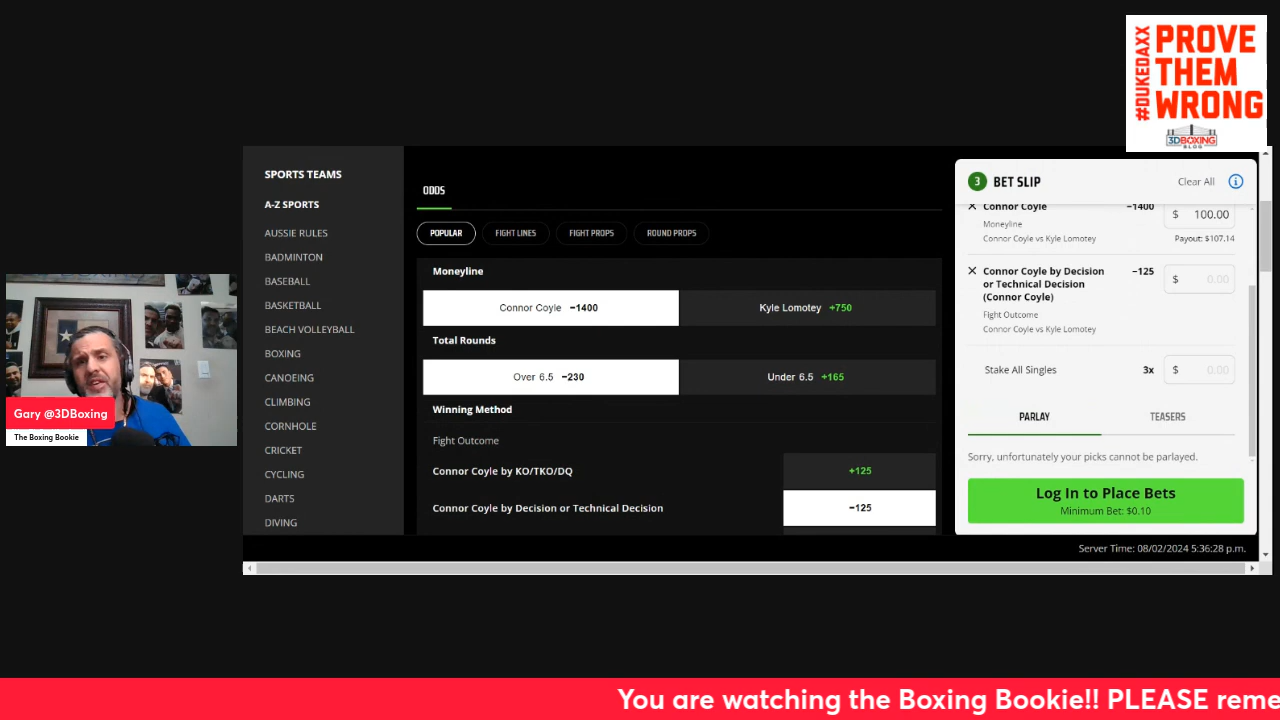 #DUKEDAXX
PROVE
THEM
WRONG
3DBOXING
BLOG
SPORTS TEAMS
A-Z SPORTS
AUSSIE RULES
BADMINTON
BASEBALL
BASKETBALL
BEACH VOLLEYBALL
BOXING
CANOEING
CLIMBING
CORNHOLE
CRICKET
CYCLING
DARTS
DIVING
ODDS
POPULAR FIGHT LINES FIGHT PROPS ROUND PROPS
Moneyline
Connor Coyle −1400 Kyle Lomotey +750
Total Rounds
Over 6.5 −230 Under 6.5 +165
Winning Method
Fight Outcome
Connor Coyle by KO/TKO/DQ +125
Connor Coyle by Decision or Technical Decision −125
3 BET SLIP Clear All i
× Connor Coyle −1400 $ 100.00
Moneyline
Connor Coyle vs Kyle Lomotey Payout: $107.14
× Connor Coyle by Decision −125 $ 0.00
or Technical Decision
(Connor Coyle)
Fight Outcome
Connor Coyle vs Kyle Lomotey
Stake All Singles 3x $ 0.00
PARLAY TEASERS
Sorry, unfortunately your picks cannot be parlayed.
Log In to Place Bets
Minimum Bet: $0.10
Server Time: 08/02/2024 5:36:28 p.m.
Gary @3DBoxing
The Boxing Bookie
You are watching the Boxing Bookie!! PLEASE reme